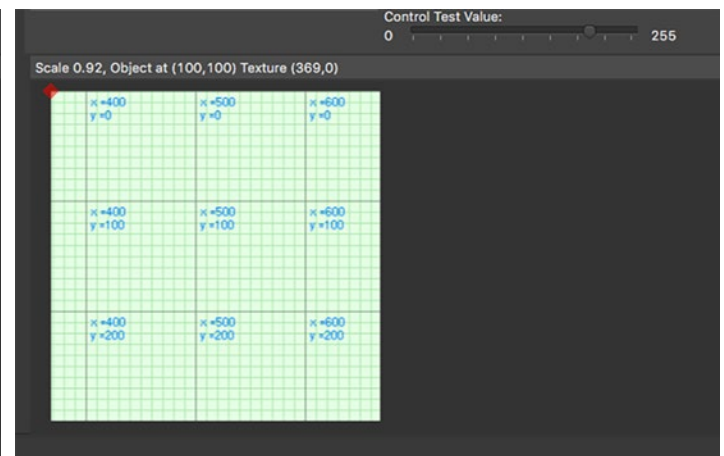 Control Test Value:
0 255
Scale 0.92, Object at (100,100) Texture (369,0)
x =400 x =500 x =600
y =0 y =0 y =0
x =400 x =500 x =600
y =100 y =100 y =100
x =400 x =500 x =600
y =200 y =200 y =200